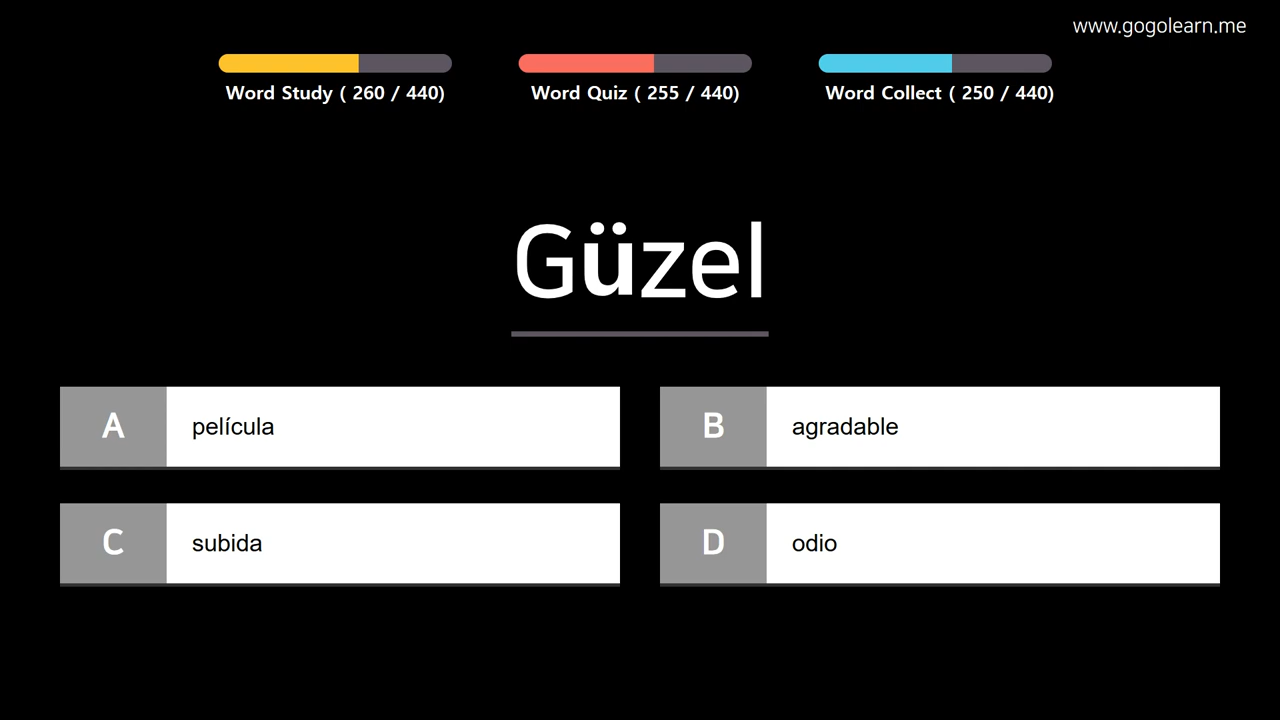 www.gogolearn.me
Word Study ( 260 / 440)
Word Quiz ( 255 / 440)
Word Collect ( 250 / 440)
Güzel
A película
B agradable
C subida
D odio